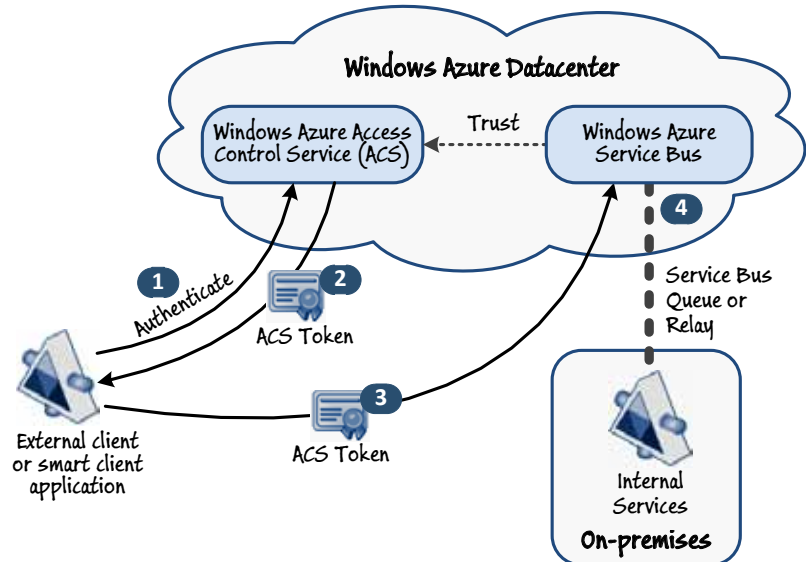 Windows Azure Datacenter
Windows Azure Access
Control Service (ACS)
Trust
Windows Azure
Service Bus
4
1
Authenticate
2
ACS Token
Service Bus
Queue or
Relay
3
ACS Token
External client
or smart client
application
Internal
Services
On-premises